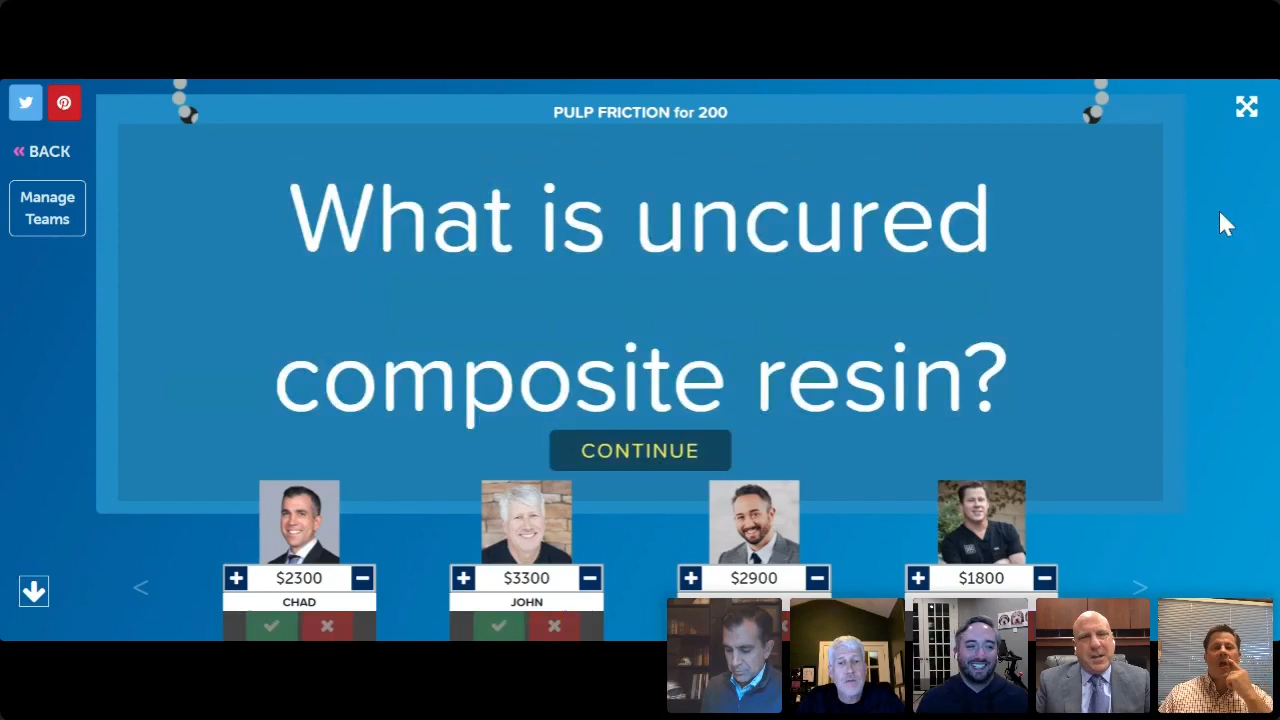 PULP FRICTION for 200
« BACK
Manage
Teams
What is uncured
composite resin?
CONTINUE
$2300
$3300
$2900
$1800
CHAD
JOHN